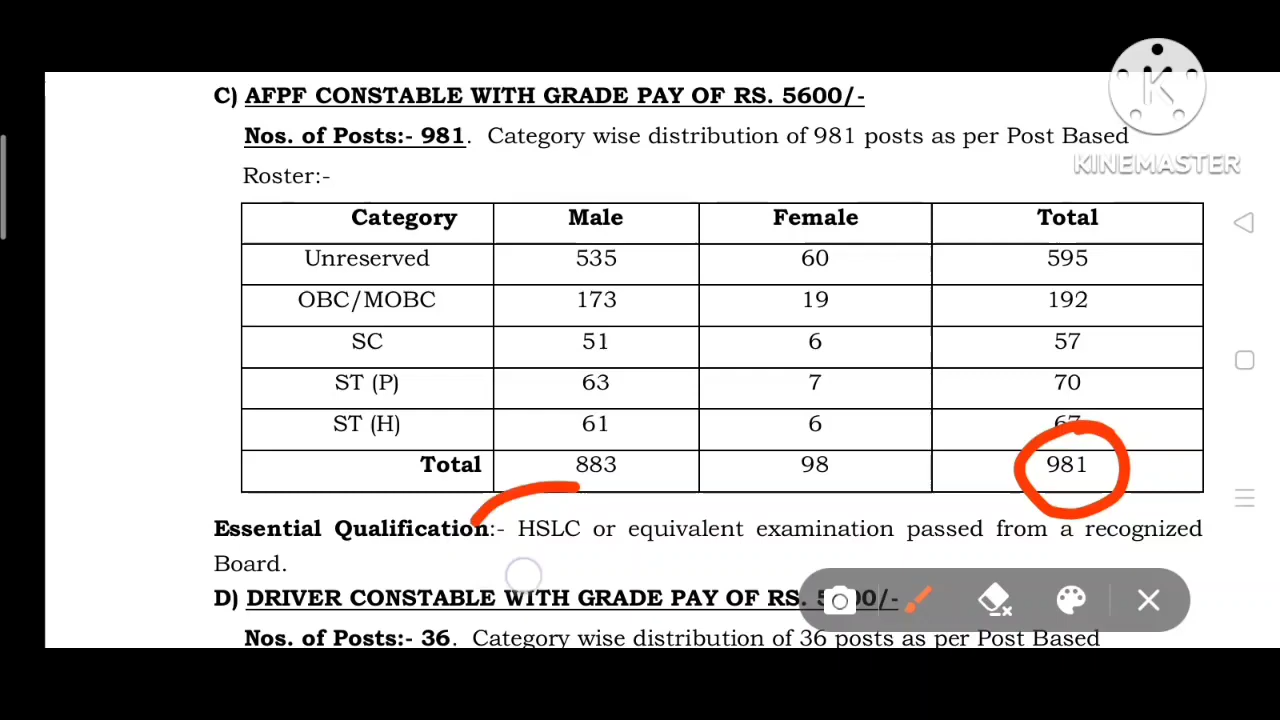 C) AFPF CONSTABLE WITH GRADE PAY OF RS. 5600/-
Nos. of Posts:- 981. Category wise distribution of 981 posts as per Post Based
Roster:-
KINEMASTER
Category Male Female Total
Unreserved 535 60 595
OBC/MOBC 173 19 192
SC 51 6 57
ST (P) 63 7 70
ST (H) 61 6 67
Total 883 98 981
Essential Qualification:- HSLC or equivalent examination passed from a recognized
Board.
D) DRIVER CONSTABLE WITH GRADE PAY OF RS.
Nos. of Posts:- 36. Category wise distribution of 36 posts as per Post Based